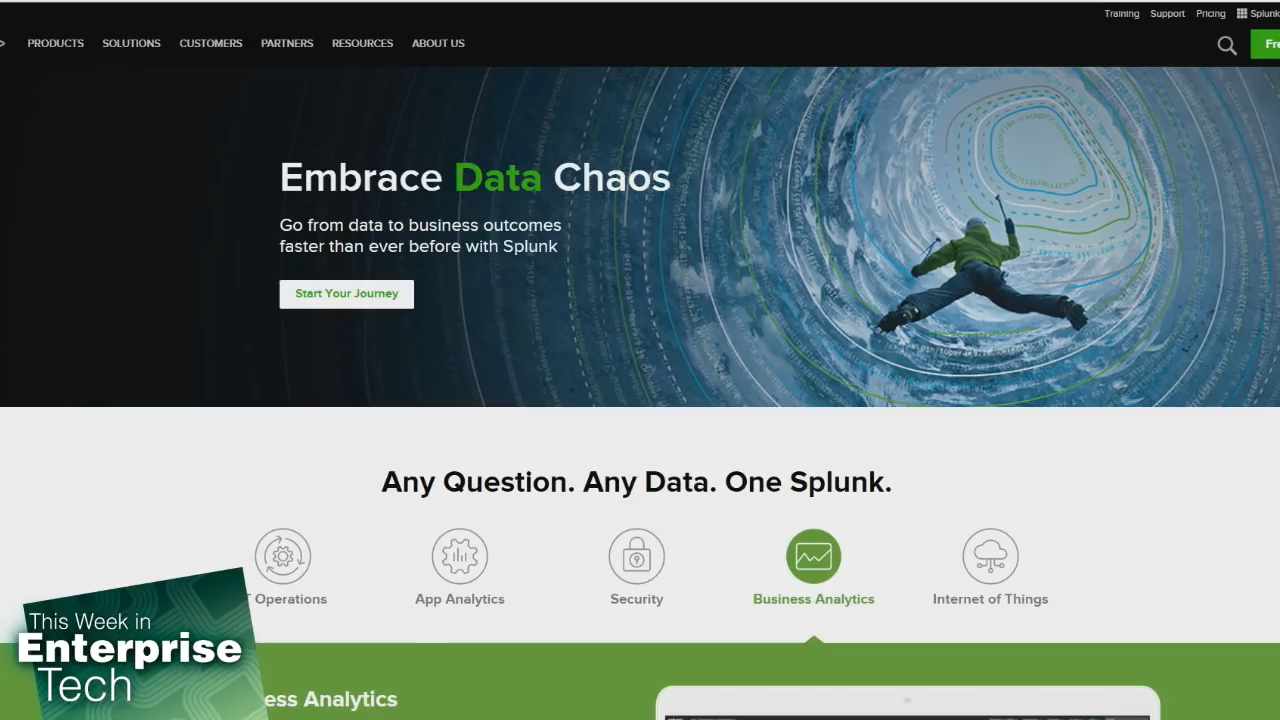 Training Support Pricing Splunk
PRODUCTS SOLUTIONS CUSTOMERS PARTNERS RESOURCES ABOUT US
Fre
Embrace Data Chaos
Go from data to business outcomes
faster than ever before with Splunk
Start Your Journey
Any Question. Any Data. One Splunk.
Operations
App Analytics
Security
Business Analytics
Internet of Things
This Week in
Enterprise
Tech
ess Analytics